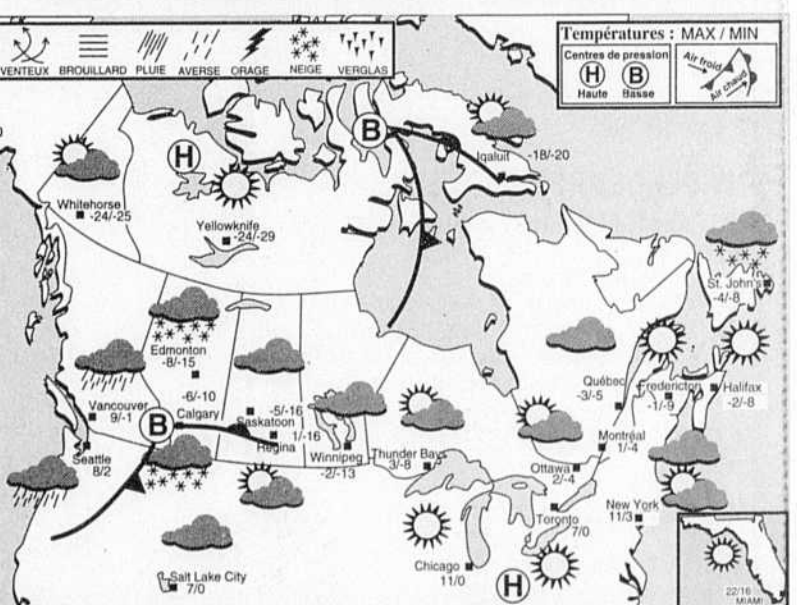 VENTEUX BROUILLARD PLUIE AVERSE ORAGE NEIGE VERGLAS
Températures : MAX / MIN
Centres de pression
H B
Haute Basse
Air froid
Air chaud
B
H
Iqaluit -18/-20
Whitehorse
-24/-25
Yellowknife
-24/-29
St. John's
-4/-8
Edmonton
-8/-15
-6/-10
Calgary
Vancouver
9/-1
B
-5/-16
Saskatoon
1/-16
Regina
Winnipeg
-2/-13
Thunder Bay
3/-8
Québec
-3/-5
Fredericton
-1/-9
Halifax
-2/-8
Montréal
1/-4
Ottawa
2/-4
Seattle
8/2
Toronto
7/0
New York
11/3
Chicago
11/0
H
Salt Lake City
7/0
22/16
MIAMI